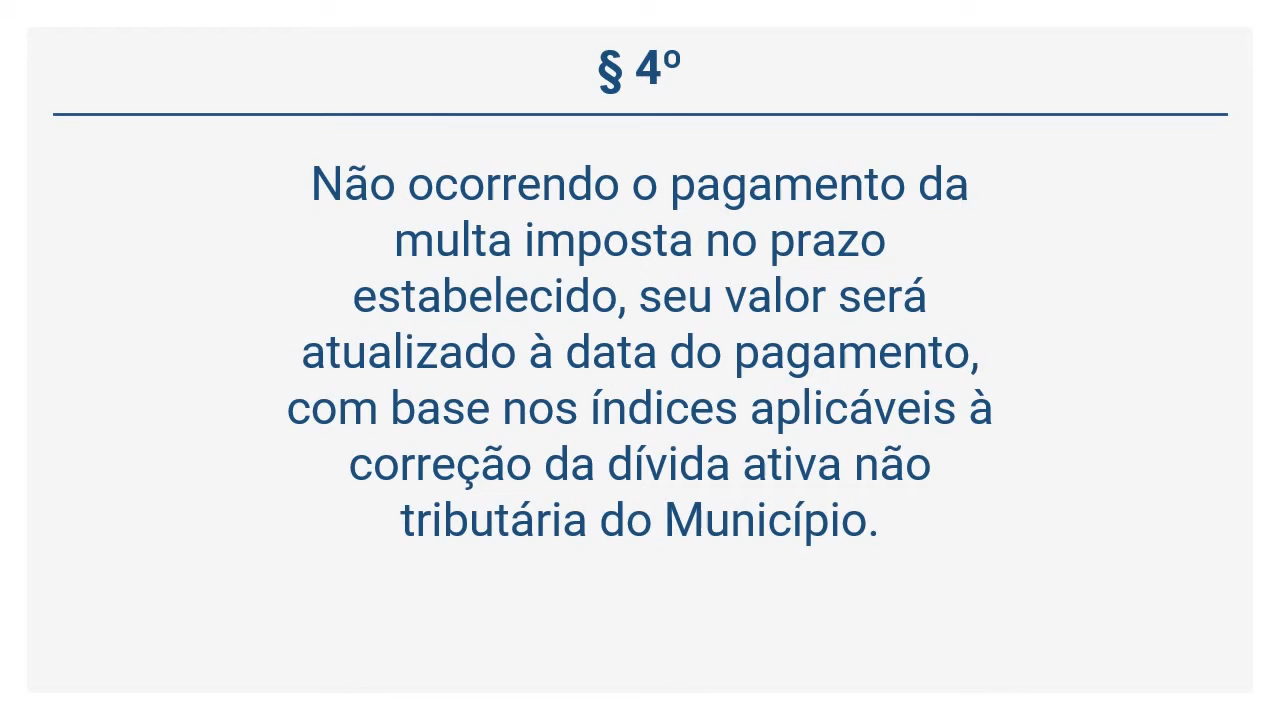 § 4º
Não ocorrendo o pagamento da
multa imposta no prazo
estabelecido, seu valor será
atualizado à data do pagamento,
com base nos índices aplicáveis à
correção da dívida ativa não
tributária do Município.